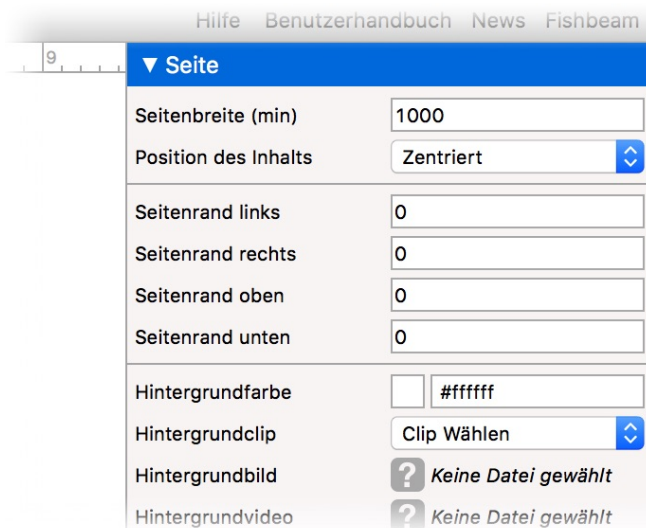 Hilfe Benutzerhandbuch News Fishbeam
9
▼ Seite
Seitenbreite (min) 1000
Position des Inhalts Zentriert
Seitenrand links 0
Seitenrand rechts 0
Seitenrand oben 0
Seitenrand unten 0
Hintergrundfarbe #ffffff
Hintergrundclip Clip Wählen
Hintergrundbild ? Keine Datei gewählt
Hintergrundvideo ? Keine Datei gewählt